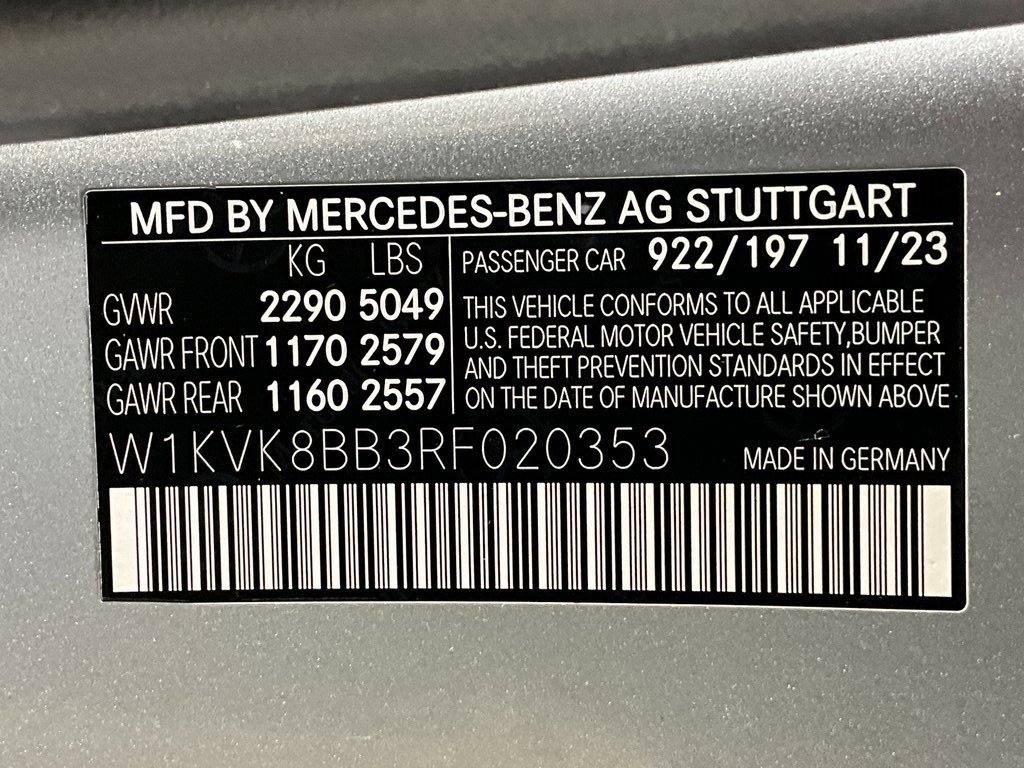 MFD BY MERCEDES-BENZ AG STUTTGART
KG LBS
GVWR 2290 5049
GAWR FRONT 1170 2579
GAWR REAR 1160 2557
PASSENGER CAR 922/197 11/23
THIS VEHICLE CONFORMS TO ALL APPLICABLE
U.S. FEDERAL MOTOR VEHICLE SAFETY,BUMPER
AND THEFT PREVENTION STANDARDS IN EFFECT
ON THE DATE OF MANUFACTURE SHOWN ABOVE
W1KVK8BB3RF020353
MADE IN GERMANY